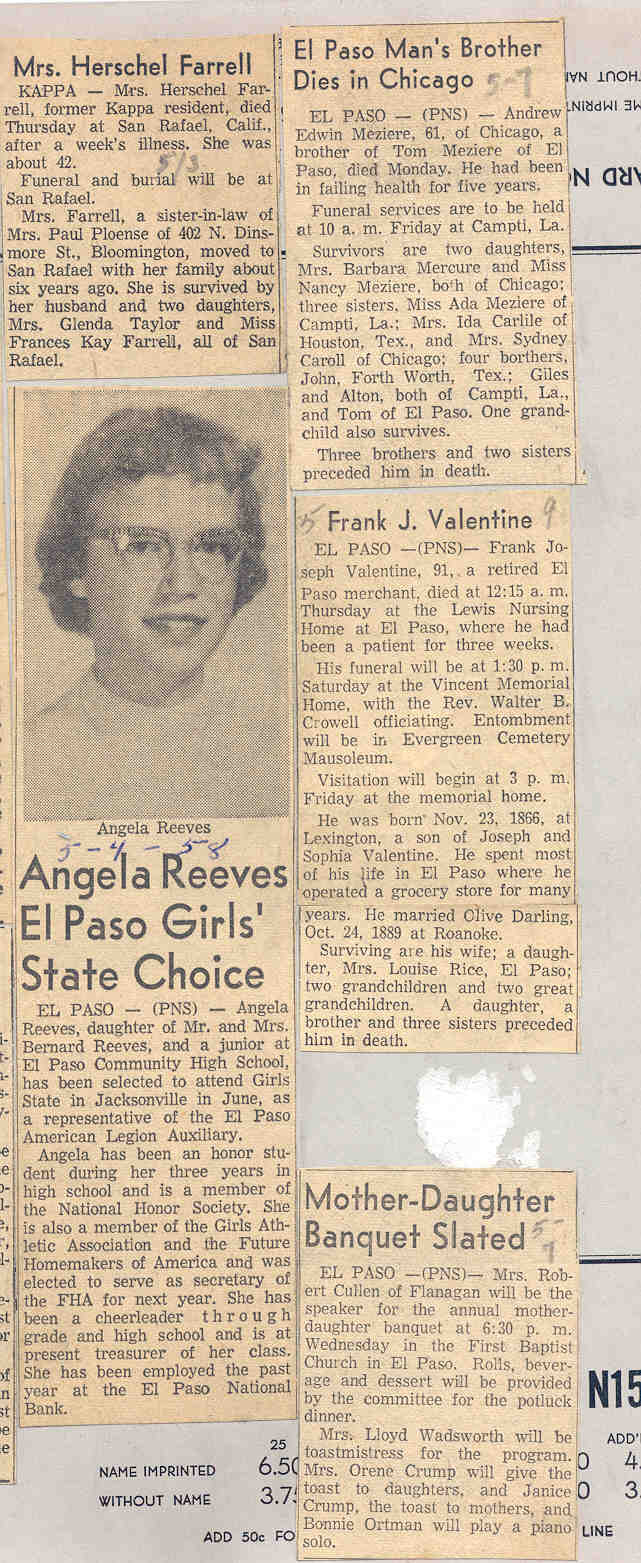 Mrs. Herschel Farrell
KAPPA — Mrs. Herschel Far-
rell, former Kappa resident, died
Thursday at San Rafael, Calif.,
after a week's illness. She was
about 42.
5/3
Funeral and burial will be at
San Rafael.
Mrs. Farrell, a sister-in-law of
Mrs. Paul Ploense of 402 N. Dins-
more St., Bloomington, moved to
San Rafael with her family about
six years ago. She is survived by
her husband and two daughters,
Mrs. Glenda Taylor and Miss
Frances Kay Farrell, all of San
Rafael.
Angela Reeves
5-4-58
Angela Reeves
El Paso Girls'
State Choice
EL PASO — (PNS) — Angela
Reeves, daughter of Mr. and Mrs.
Bernard Reeves, and a junior at
El Paso Community High School,
has been selected to attend Girls
State in Jacksonville in June, as
a representative of the El Paso
American Legion Auxiliary.
Angela has been an honor stu-
dent during her three years in
high school and is a member of
the National Honor Society. She
is also a member of the Girls Ath-
letic Association and the Future
Homemakers of America and was
elected to serve as secretary of
the FHA for next year. She has
been a cheerleader through
grade and high school and is at
present treasurer of her class.
She has been employed the past
year at the El Paso National
Bank.
El Paso Man's Brother
Dies in Chicago 5-7
EL PASO — (PNS) — Andrew
Edwin Meziere, 61, of Chicago, a
brother of Tom Meziere of El
Paso, died Monday. He had been
in failing health for five years.
Funeral services are to be held
at 10 a. m. Friday at Campti, La.
Survivors are two daughters,
Mrs. Barbara Mercure and Miss
Nancy Meziere, both of Chicago;
three sisters, Miss Ada Meziere of
Campti, La.; Mrs. Ida Carlile of
Houston, Tex., and Mrs. Sydney
Caroll of Chicago; four borthers,
John, Forth Worth, Tex.; Giles
and Alton, both of Campti, La.,
and Tom of El Paso. One grand-
child also survives.
Three brothers and two sisters
preceded him in death.
5 Frank J. Valentine 9
EL PASO —(PNS)— Frank Jo-
seph Valentine, 91, a retired El
Paso merchant, died at 12:15 a. m.
Thursday at the Lewis Nursing
Home at El Paso, where he had
been a patient for three weeks.
His funeral will be at 1:30 p. m.
Saturday at the Vincent Memorial
Home, with the Rev. Walter B.
Crowell officiating. Entombment
will be in Evergreen Cemetery
Mausoleum.
Visitation will begin at 3 p. m.
Friday at the memorial home.
He was born Nov. 23, 1866, at
Lexington, a son of Joseph and
Sophia Valentine. He spent most
of his life in El Paso where he
operated a grocery store for many
years. He married Clive Darling,
Oct. 24, 1889 at Roanoke.
Surviving are his wife; a daugh-
ter, Mrs. Louise Rice, El Paso;
two grandchildren and two great
grandchildren. A daughter, a
brother and three sisters preceded
him in death.
Mother-Daughter
Banquet Slated 5-7
EL PASO —(PNS)— Mrs. Rob-
ert Cullen of Flanagan will be the
speaker for the annual mother-
daughter banquet at 6:30 p. m.
Wednesday in the First Baptist
Church in El Paso. Rolls, bever-
age and dessert will be provided
by the committee for the potluck
dinner.
Mrs. Lloyd Wadsworth will be
toastmistress for the program.
Mrs. Orene Crump will give the
toast to daughters, and Janice
Crump, the toast to mothers, and
Bonnie Ortman will play a piano
solo.
25
NAME IMPRINTED 6.50
WITHOUT NAME 3.75
ADD 50c FO
N15
ADD'
4.
3.
LINE